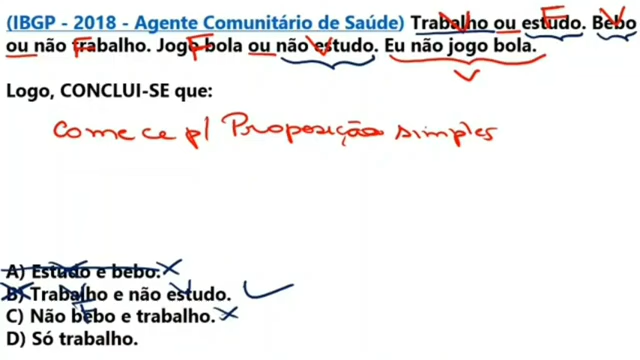 (IBGP - 2018 - Agente Comunitário de Saúde) Trabalho ou estudo. Bebo
ou não trabalho. Jogo bola ou não estudo. Eu não jogo bola.
V F V
F F V
V
Logo, CONCLUI-SE que:
Comece p/ Proposição simples
A) Estudo e bebo. X
B) Trabalho e não estudo.
V V
C) Não bebo e trabalho. X
F
D) Só trabalho.